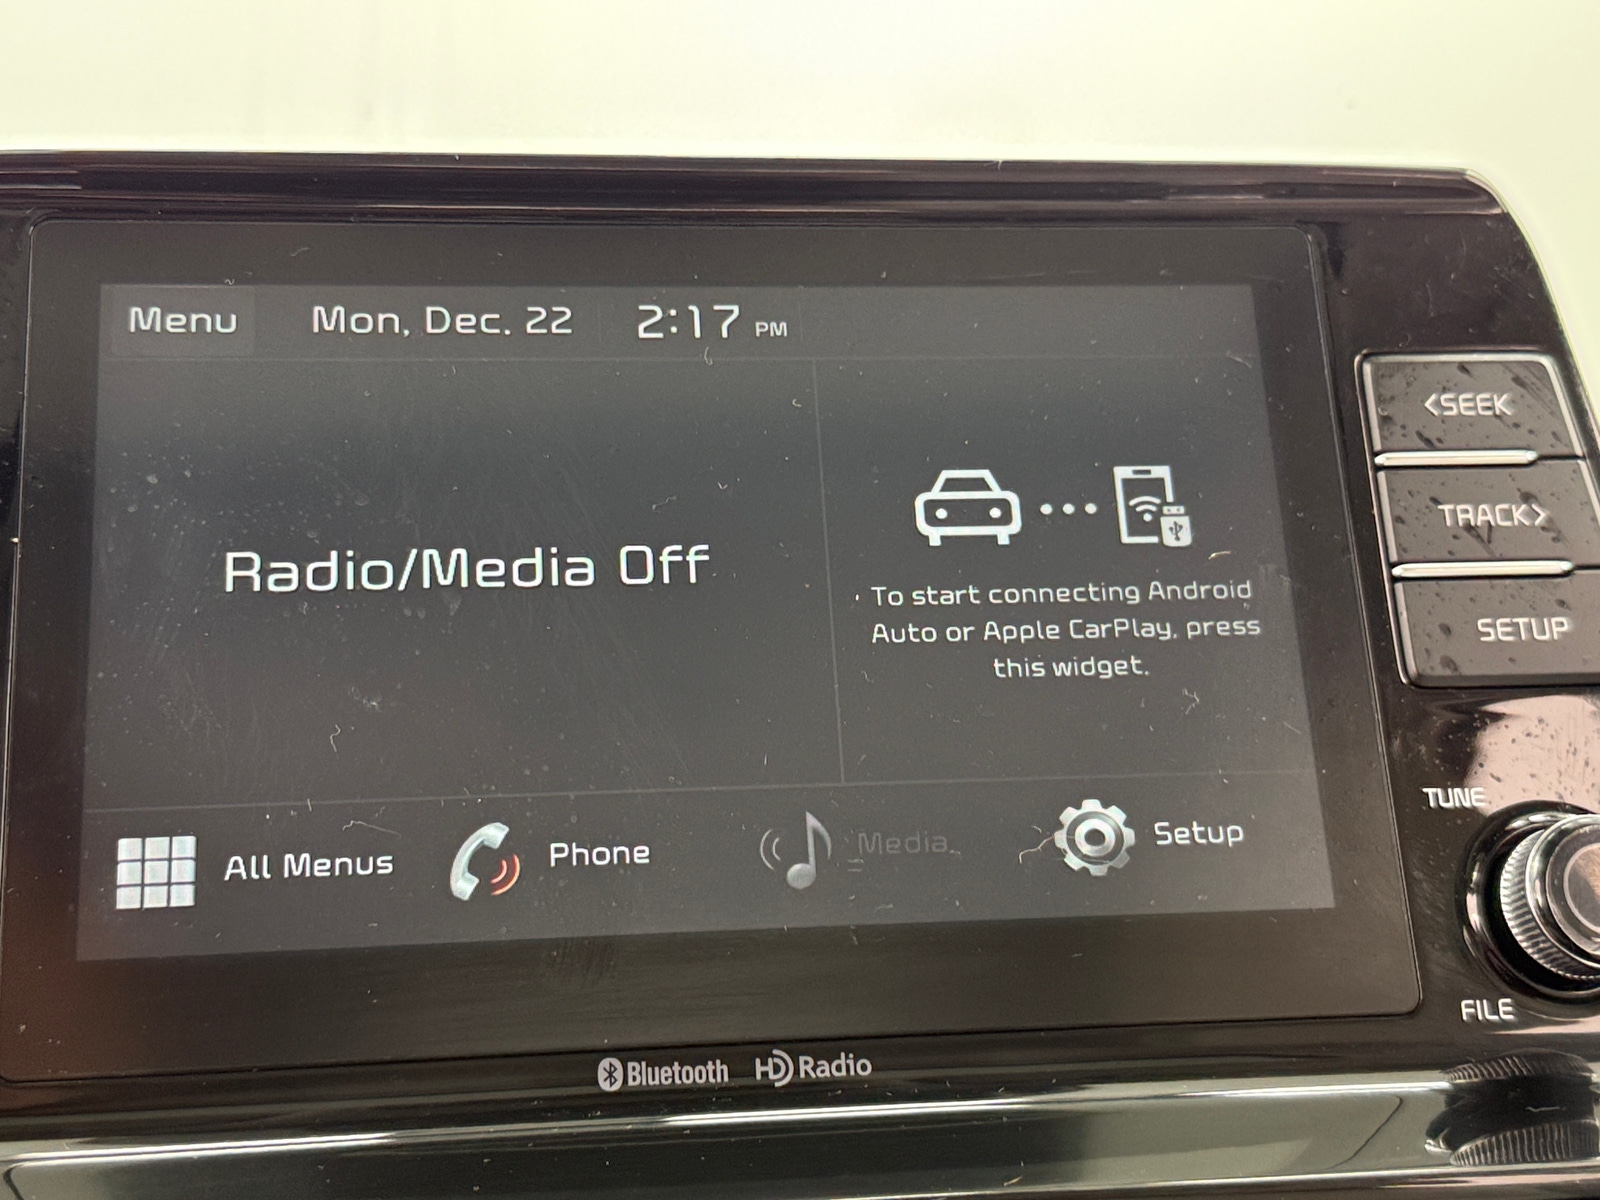 Menu Mon, Dec. 22 2:17 PM
<SEEK
TRACK>
SETUP
Radio/Media Off
To start connecting Android
Auto or Apple CarPlay, press
this widget.
All Menus Phone Media Setup
TUNE
FILE
Bluetooth HD Radio